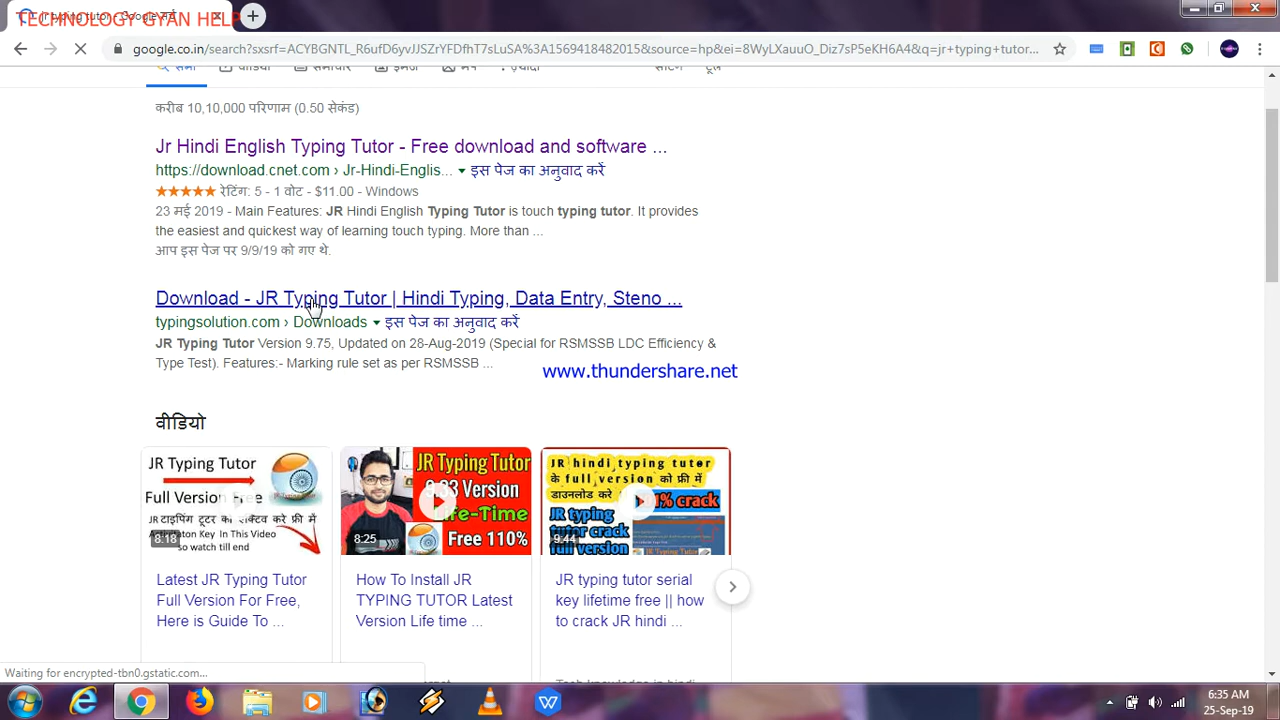 TECHNOLOGY GYAN HELP
google.co.in/search?sxsrf=ACYBGNTL_R6ufD6yvJJSZrYFDfhT7sLuSA%3A1569418482015&source=hp&ei=8WyLXauuO_Diz7sP5eKH6A4&q=jr+typing+tutor...
सभी वीडियो समाचार इमेज मैप ज़्यादा सेटिंग टूल
करीब 10,10,000 परिणाम (0.50 सेकंड)
Jr Hindi English Typing Tutor - Free download and software ...
https://download.cnet.com › Jr-Hindi-Englis... इस पेज का अनुवाद करें
रेटिंग: 5 - 1 वोट - $11.00 - Windows
23 मई 2019 - Main Features: JR Hindi English Typing Tutor is touch typing tutor. It provides
the easiest and quickest way of learning touch typing. More than ...
आप इस पेज पर 9/9/19 को गए थे.
Download - JR Typing Tutor | Hindi Typing, Data Entry, Steno ...
typingsolution.com › Downloads इस पेज का अनुवाद करें
JR Typing Tutor Version 9.75, Updated on 28-Aug-2019 (Special for RSMSSB LDC Efficiency &
Type Test). Features:- Marking rule set as per RSMSSB ...
www.thundershare.net
वीडियो
JR Typing Tutor
Full Version Free
JR टाइपिंग टूटर को एक्टिव करे फ्री में
Activaton Key In This Video
so watch till end
8:18
JR Typing Tutor
9.33 Version
Life-Time
Free 110%
8:25
JR hindi typing tutor
के full version को फ्री में
डाउनलोड करे
JR typing
tutor crack
full version
9:44
Latest JR Typing Tutor
Full Version For Free,
Here is Guide To ...
How To Install JR
TYPING TUTOR Latest
Version Life time ...
JR typing tutor serial
key lifetime free || how
to crack JR hindi ...
Waiting for encrypted-tbn0.gstatic.com...
Tech knowledge in hindi
6:35 AM
25-Sep-19